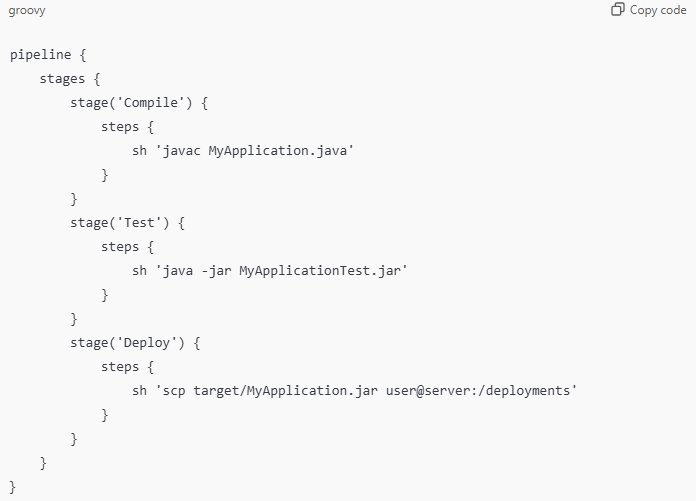 groovy
Copy code
pipeline {
    stages {
        stage('Compile') {
            steps {
                sh 'javac MyApplication.java'
            }
        }
        stage('Test') {
            steps {
                sh 'java -jar MyApplicationTest.jar'
            }
        }
        stage('Deploy') {
            steps {
                sh 'scp target/MyApplication.jar user@server:/deployments'
            }
        }
    }
}